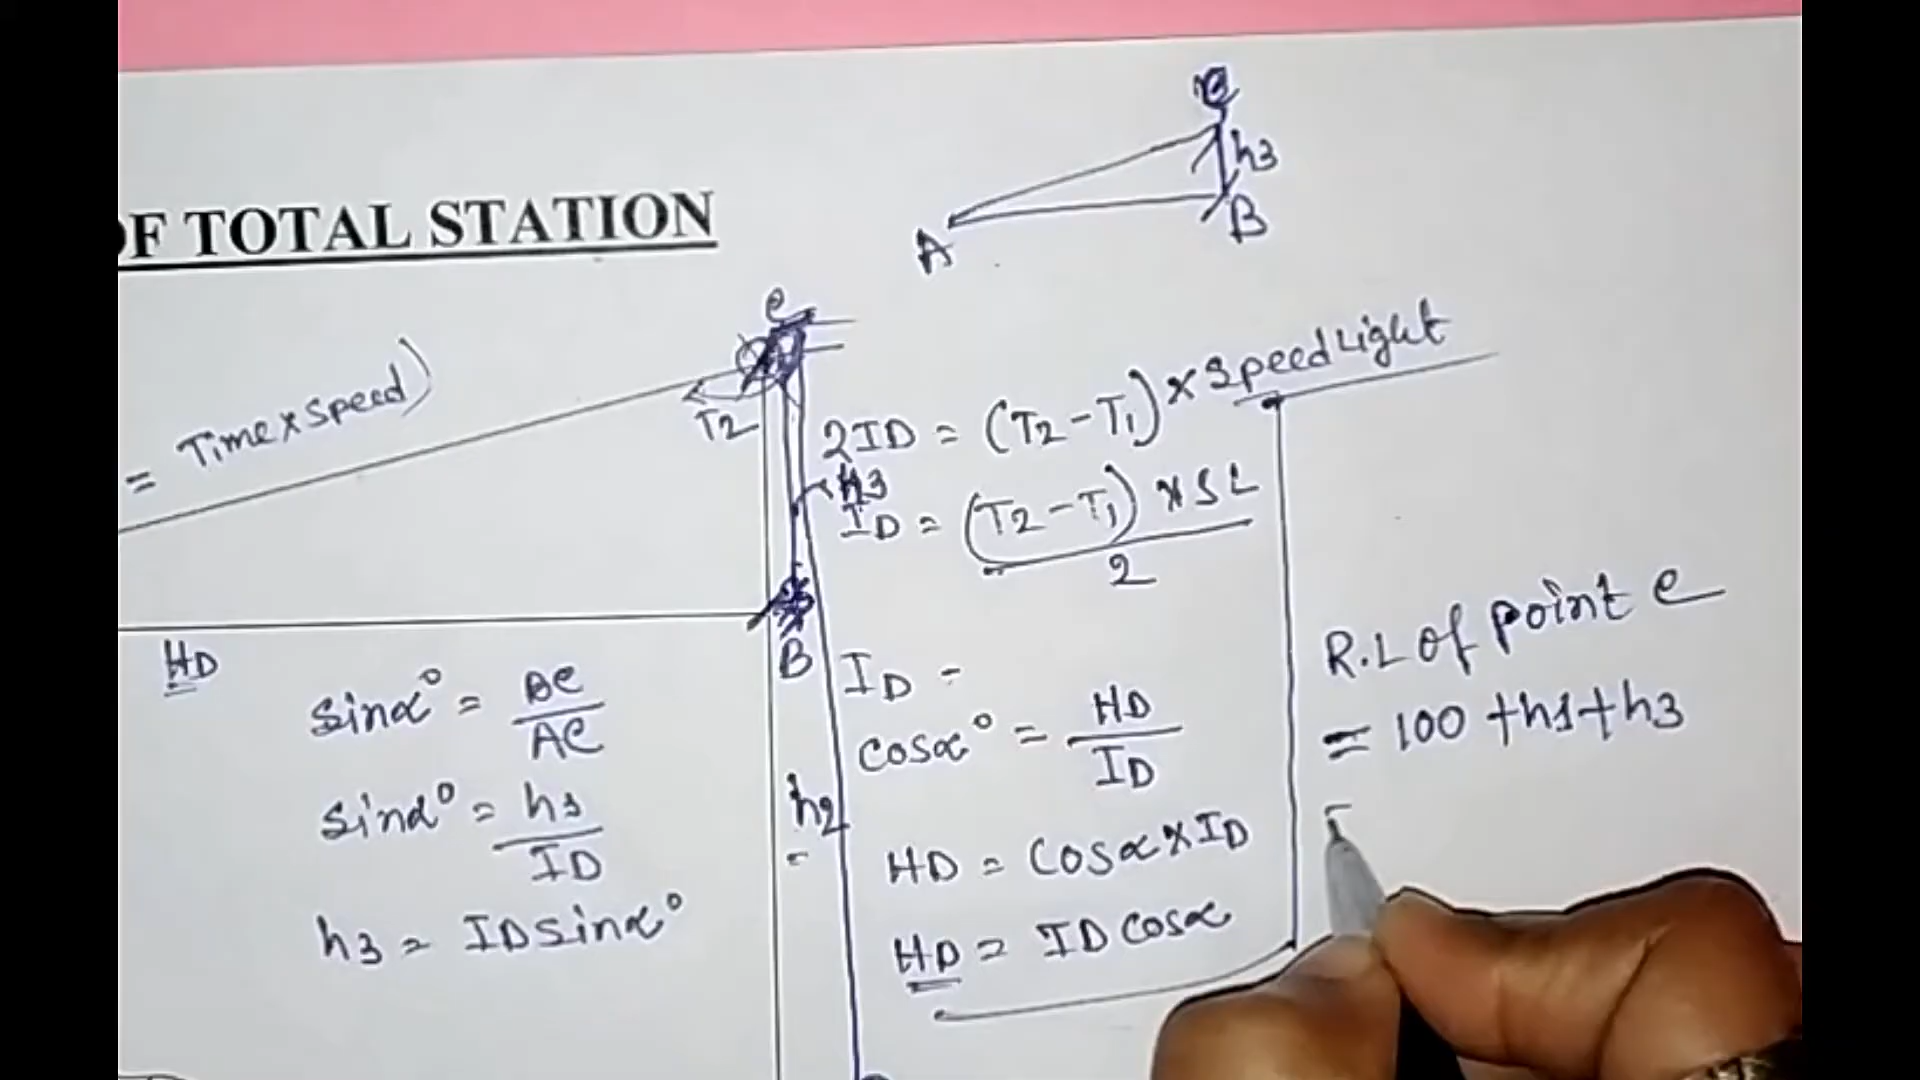 OF TOTAL STATION
h3
A
B
e
= Time x Speed)
T2
2ID = (T2 - T1) x Speed Light
h3
ID = (T2 - T1) x SL
2
HD
B
ID -
sinα° = BC
AC
cosα° = HD
ID
sinα° = h3
ID
h2
HD = Cosα x ID
h3 = ID sinα°
HD = ID cosα
R.L of point e
= 100 + h1 + h3